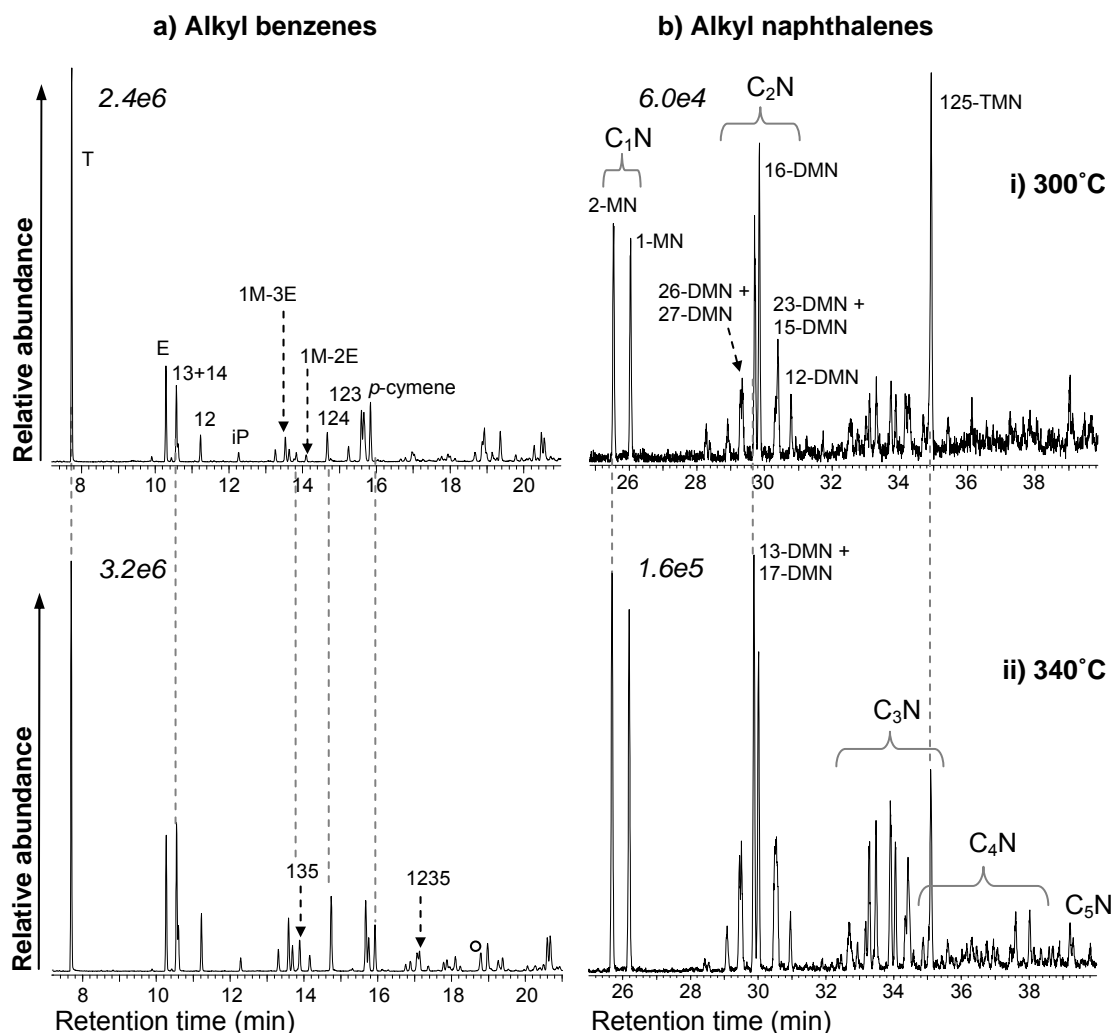 a) Alkyl benzenes
b) Alkyl naphthalenes
2.4e6
T
E
13+14
12
iP
1M-3E
1M-2E
124
123
p-cymene
Relative abundance
8 10 12 14 16 18 20
6.0e4
C₁N
C₂N
2-MN
1-MN
26-DMN +
27-DMN
16-DMN
23-DMN +
15-DMN
12-DMN
125-TMN
i) 300˚C
26 28 30 32 34 36 38
3.2e6
135
1235
Relative abundance
8 10 12 14 16 18 20
Retention time (min)
1.6e5
13-DMN +
17-DMN
ii) 340˚C
C₃N
C₄N
C₅N
26 28 30 32 34 36 38
Retention time (min)